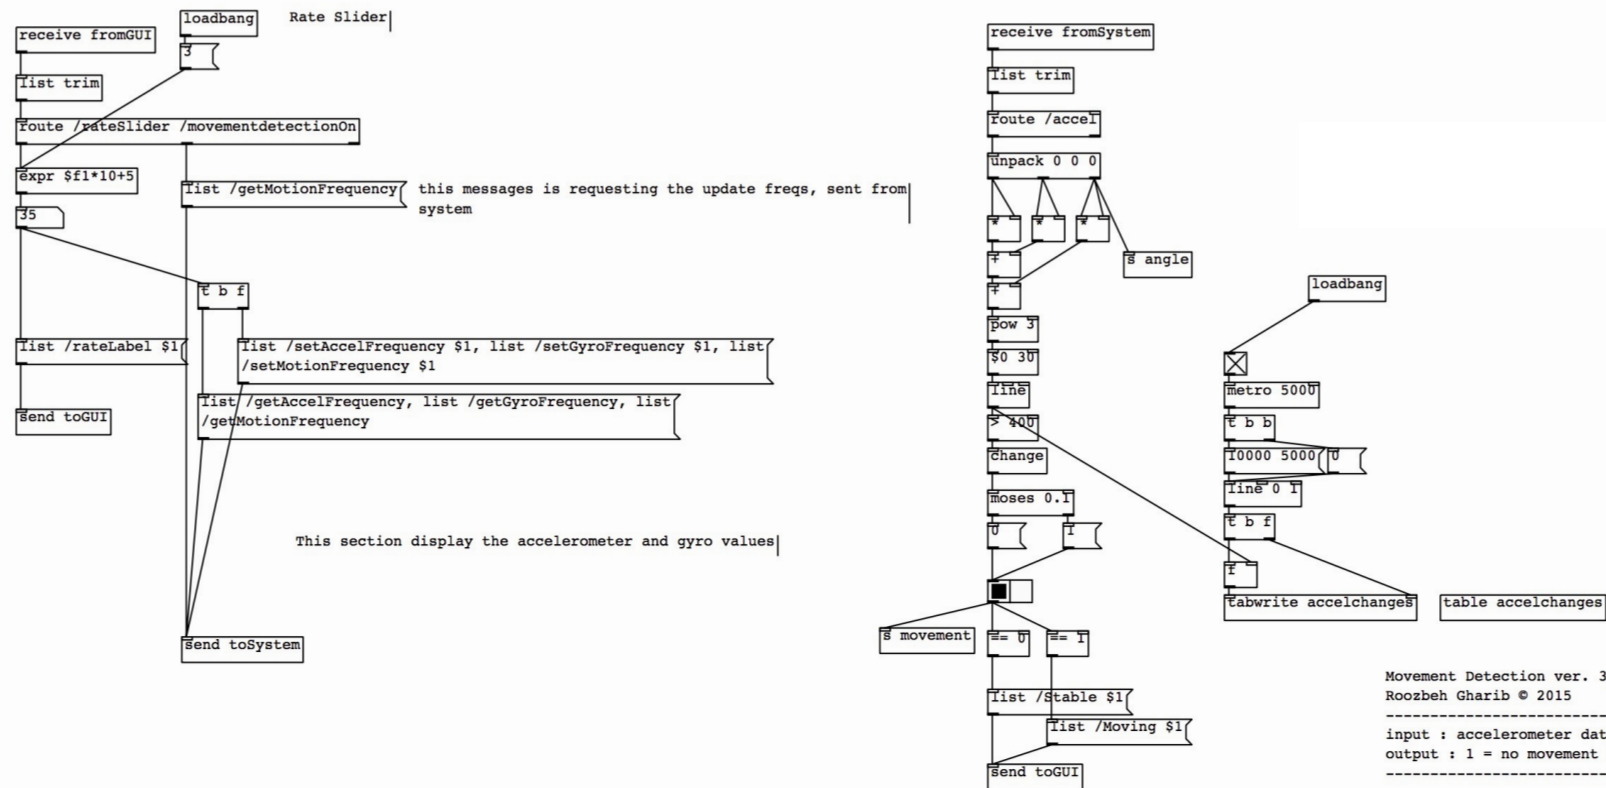 receive fromGUI
loadbang
Rate Slider
3
list trim
route /rateSlider /movementdetectionOn
expr $f1*10+5
35
list /getMotionFrequency
this messages is requesting the update freqs, sent from
system
t b f
list /rateLabel $1
list /setAccelFrequency $1, list /setGyroFrequency $1, list
/setMotionFrequency $1
list /getAccelFrequency, list /getGyroFrequency, list
/getMotionFrequency
send toGUI
This section display the accelerometer and gyro values
send toSystem
receive fromSystem
list trim
route /accel
unpack 0 0 0
* * *
+
s angle
+
pow 3
$0 30
line
> 400
change
moses 0.1
0
1
s movement
== 0
== 1
list /Stable $1
list /Moving $1
send toGUI
loadbang
metro 5000
t b b
10000 5000
0
line 0 1
t b f
f
tabwrite accelchanges
table accelchanges
Movement Detection ver. 3
Roozbeh Gharib © 2015
------------------------
input : accelerometer dat
output : 1 = no movement
------------------------